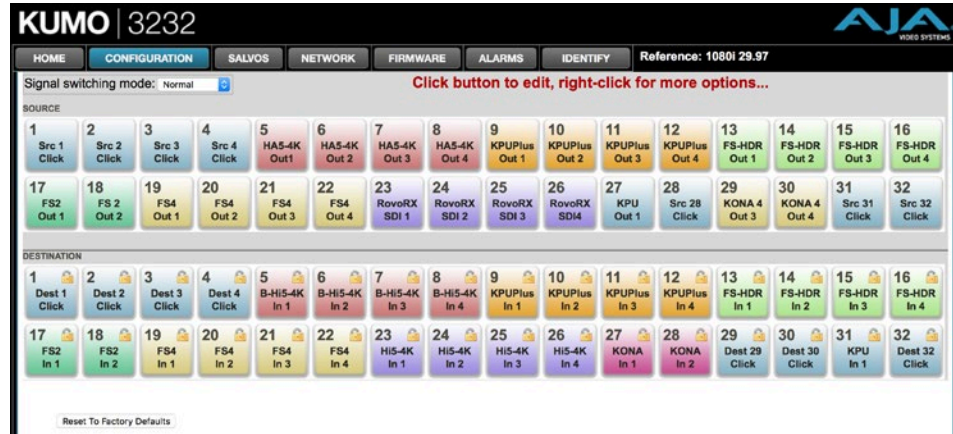 KUMO 3232
AJA
VIDEO SYSTEMS
HOME CONFIGURATION SALVOS NETWORK FIRMWARE ALARMS IDENTIFY Reference: 1080i 29.97
Signal switching mode: Normal Click button to edit, right-click for more options...
SOURCE
1 2 3 4 5 6 7 8 9 10 11 12 13 14 15 16
Src 1 Src 2 Src 3 Src 4 HA5-4K HA5-4K HA5-4K HA5-4K KPUPlus KPUPlus KPUPlus KPUPlus FS-HDR FS-HDR FS-HDR FS-HDR
Click Click Click Click Out1 Out 2 Out 3 Out 4 Out 1 Out 2 Out 3 Out 4 Out 1 Out 2 Out 3 Out 4
17 18 19 20 21 22 23 24 25 26 27 28 29 30 31 32
FS2 FS 2 FS4 FS4 FS4 FS4 RovoRX RovoRX RovoRX RovoRX KPU Src 28 KONA 4 KONA 4 Src 31 Src 32
Out 1 Out 2 Out 1 Out 2 Out 3 Out 4 SDI 1 SDI 2 SDI 3 SDI4 Out 1 Click Out 3 Out 4 Click Click
DESTINATION
1 2 3 4 5 6 7 8 9 10 11 12 13 14 15 16
Dest 1 Dest 2 Dest 3 Dest 4 B-Hi5-4K B-Hi5-4K B-Hi5-4K B-Hi5-4K KPUPlus KPUPlus KPUPlus KPUPlus FS-HDR FS-HDR FS-HDR FS-HDR
Click Click Click Click In 1 In 2 In 3 In 4 In 1 In 2 In 3 In 4 In 1 In 2 In 3 In 4
17 18 19 20 21 22 23 24 25 26 27 28 29 30 31 32
FS2 FS2 FS4 FS4 FS4 FS4 Hi5-4K Hi5-4K Hi5-4K Hi5-4K KONA KONA Dest 29 Dest 30 KPU Dest 32
In 1 In 2 In 1 In 2 In 3 In 4 In 1 In 2 In 3 In 4 In 1 In 2 Click Click In 1 Click
Reset To Factory Defaults